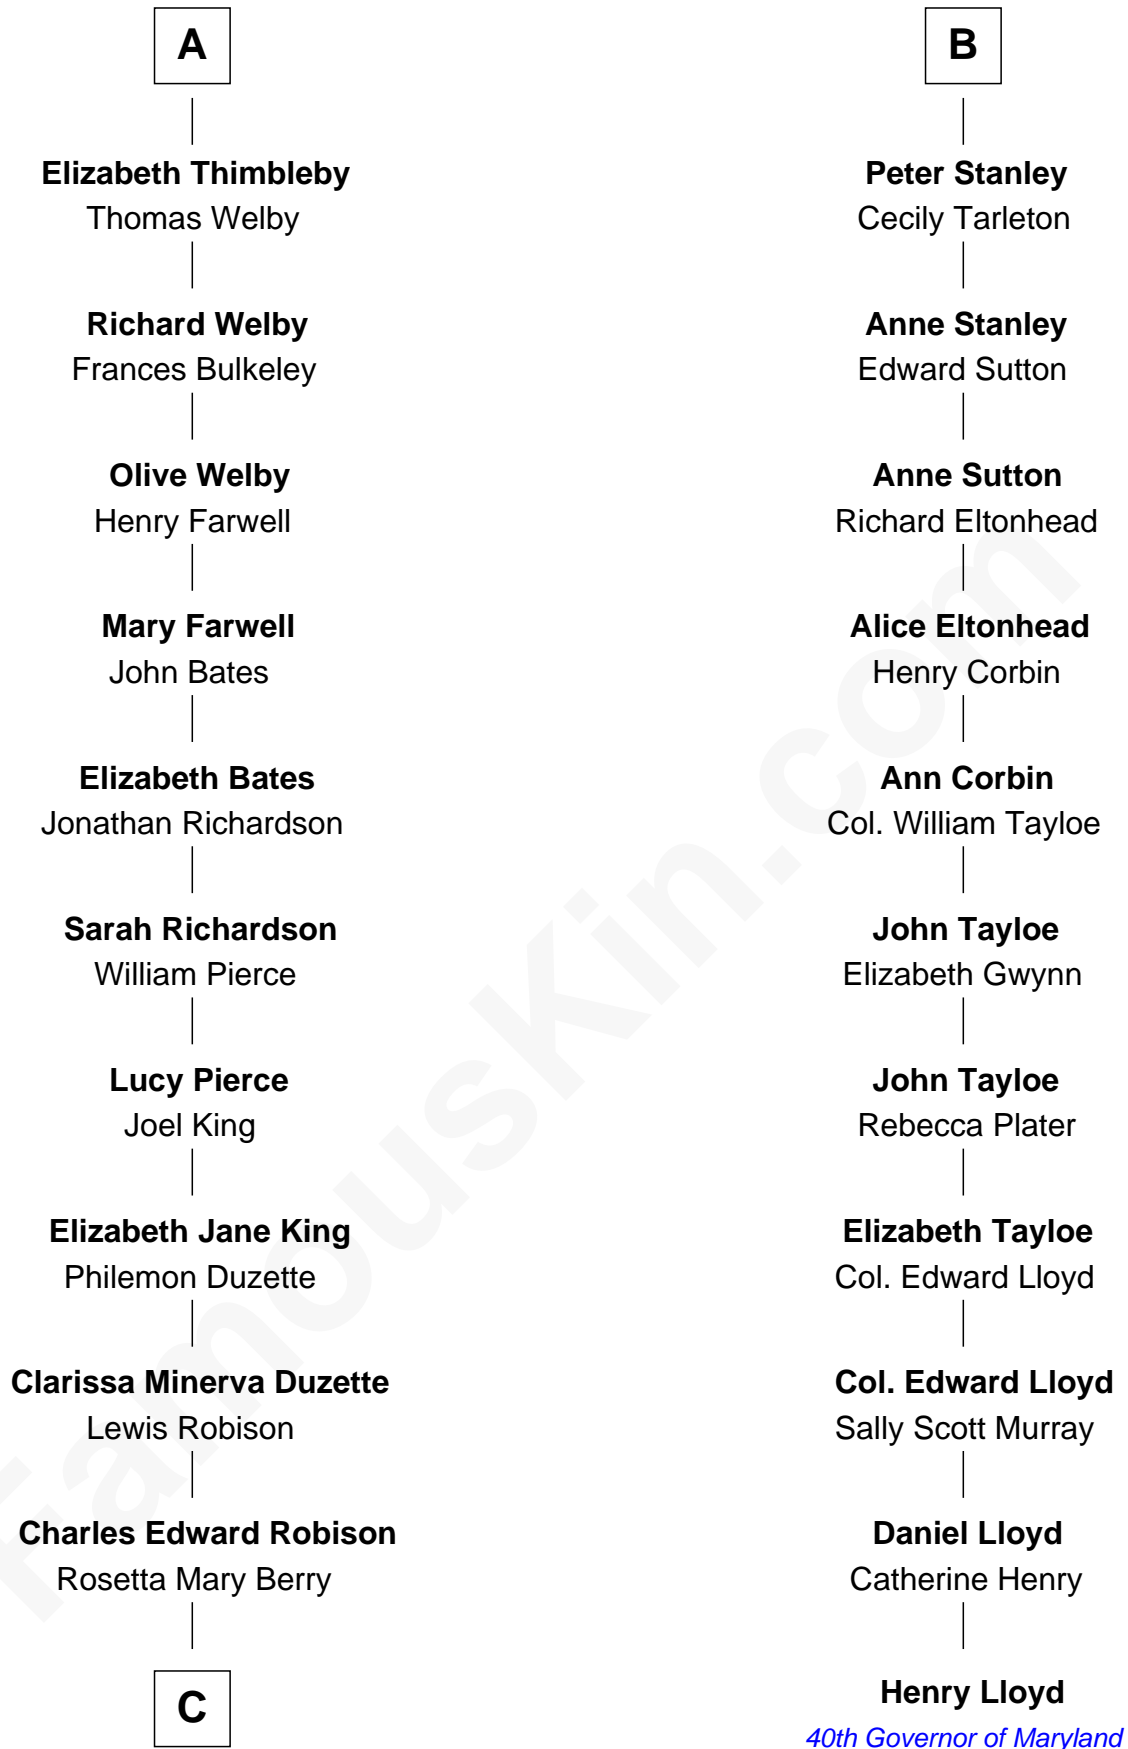 A
Elizabeth Thimbleby
Thomas Welby
Richard Welby
Frances Bulkeley
Olive Welby
Henry Farwell
Mary Farwell
John Bates
Elizabeth Bates
Jonathan Richardson
Sarah Richardson
William Pierce
Lucy Pierce
Joel King
Elizabeth Jane King
Philemon Duzette
Clarissa Minerva Duzette
Lewis Robison
Charles Edward Robison
Rosetta Mary Berry
C
B
Peter Stanley
Cecily Tarleton
Anne Stanley
Edward Sutton
Anne Sutton
Richard Eltonhead
Alice Eltonhead
Henry Corbin
Ann Corbin
Col. William Tayloe
John Tayloe
Elizabeth Gwynn
John Tayloe
Rebecca Plater
Elizabeth Tayloe
Col. Edward Lloyd
Col. Edward Lloyd
Sally Scott Murray
Daniel Lloyd
Catherine Henry
Henry Lloyd
40th Governor of Maryland
FamousKin.com